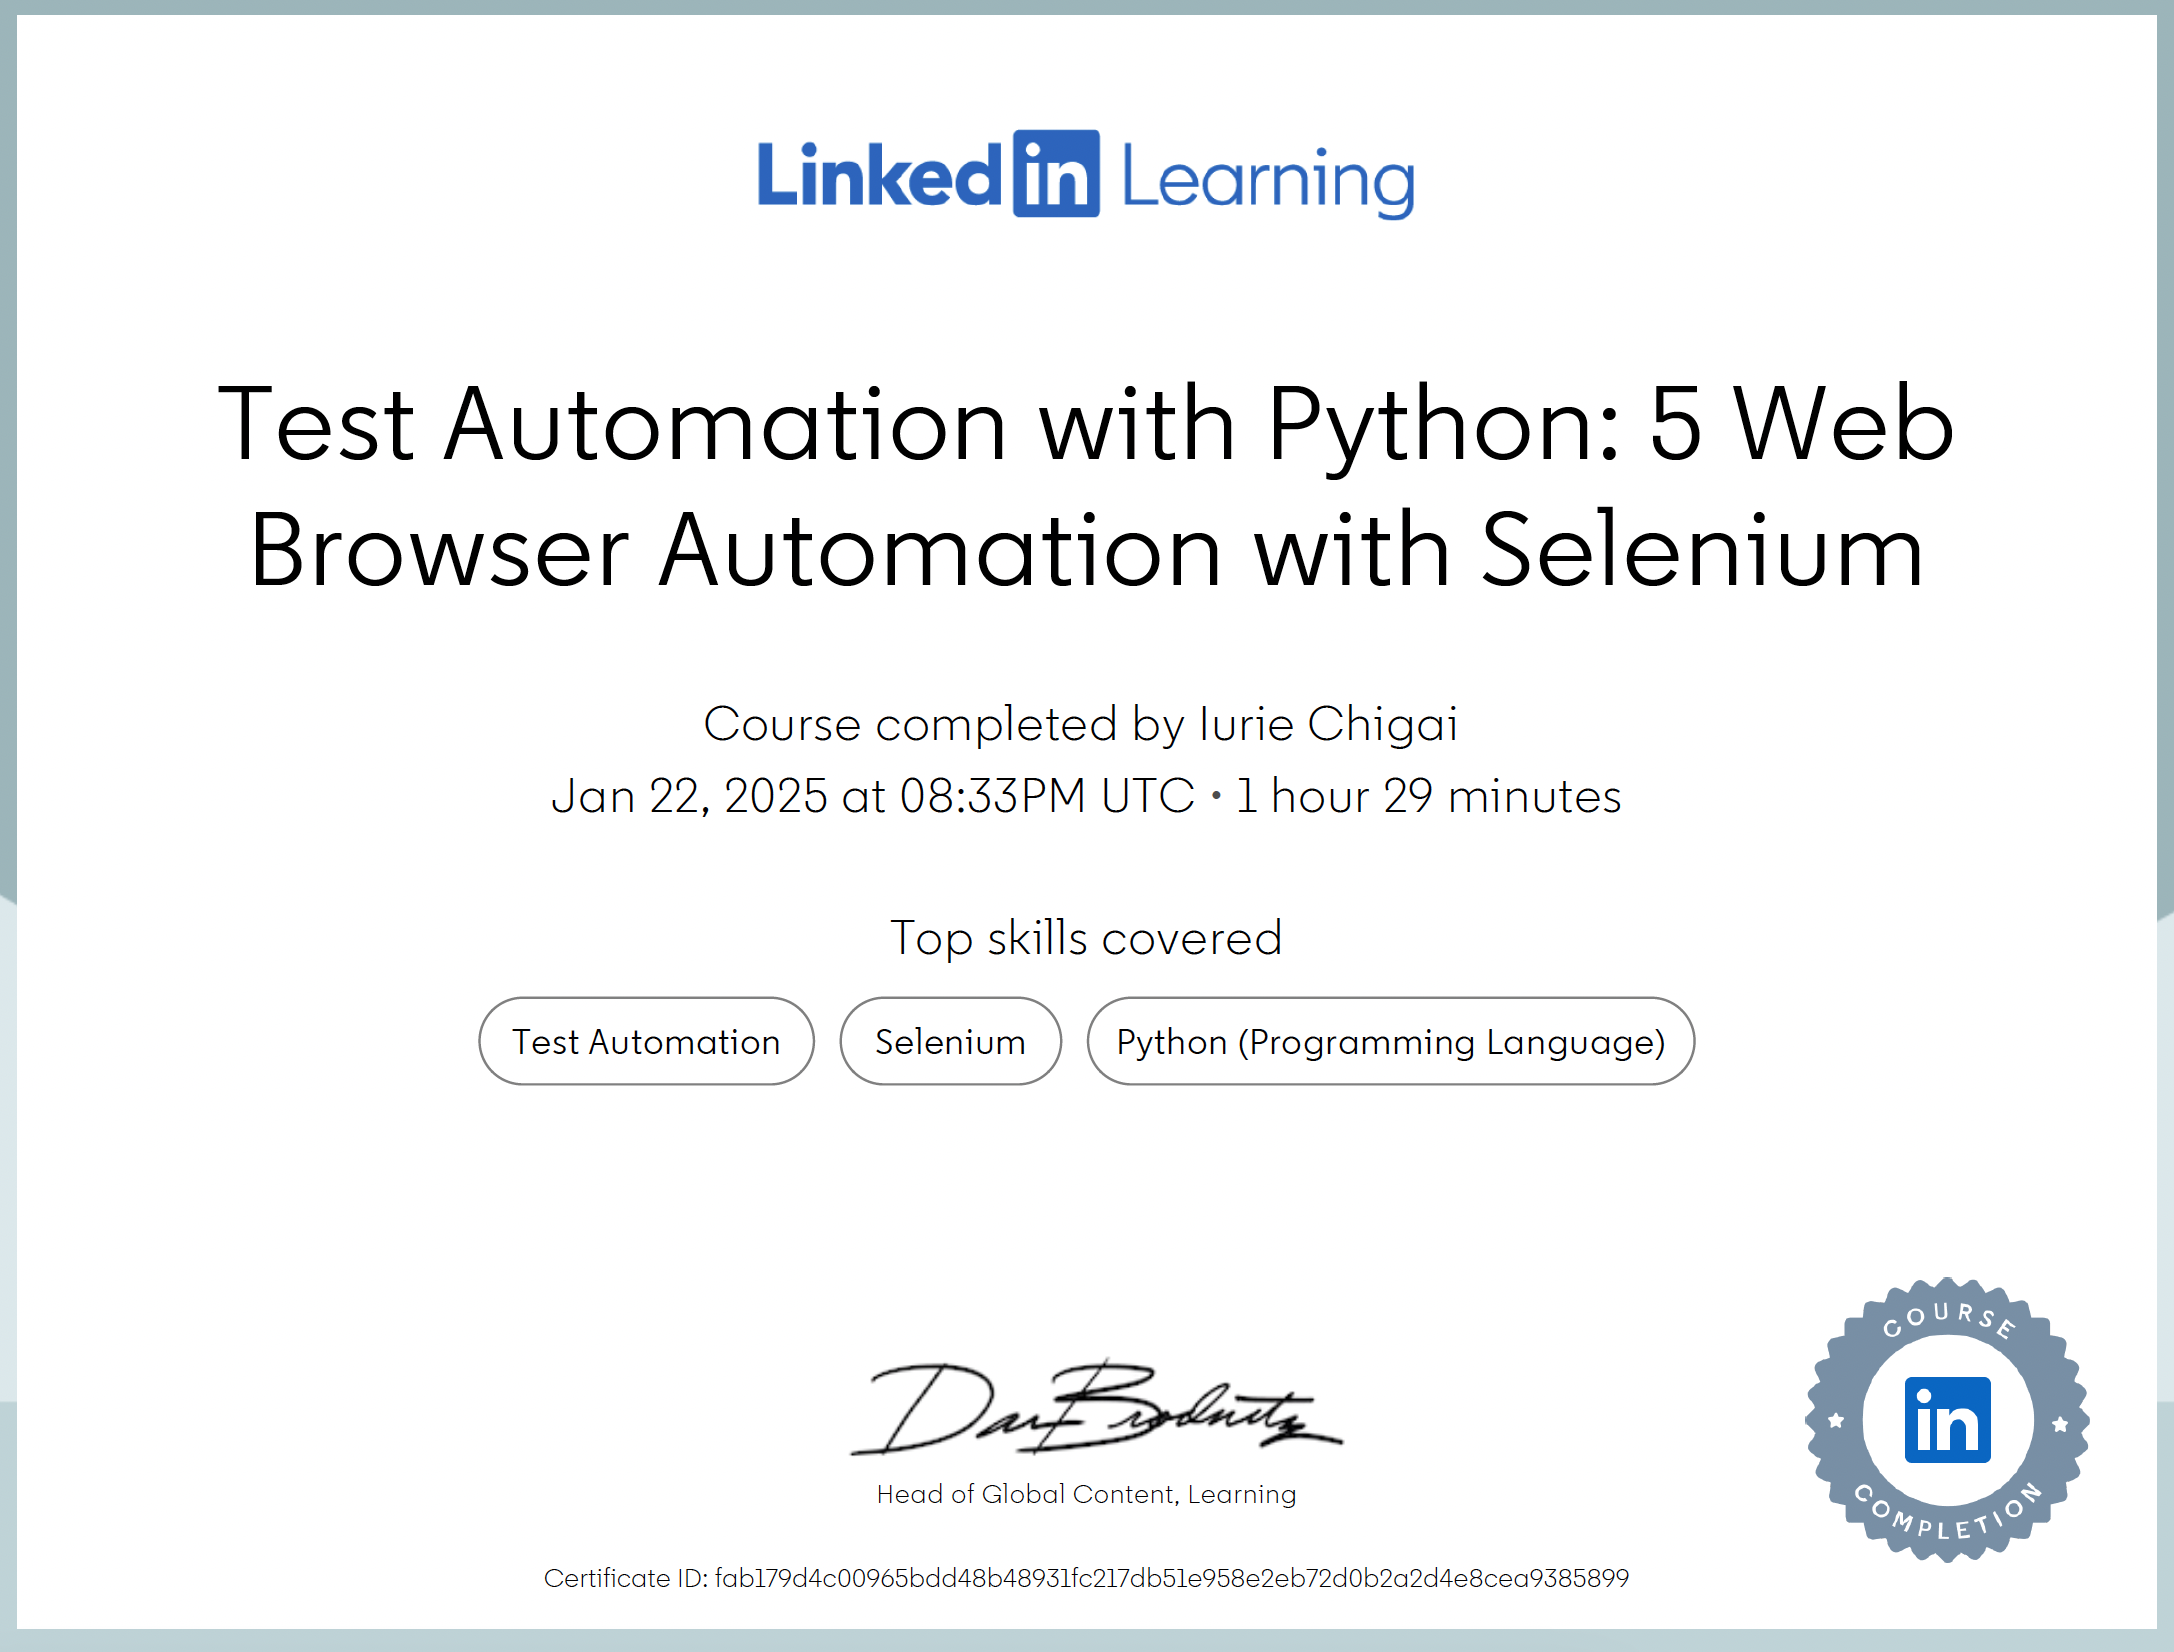 Linked in Learning
Test Automation with Python: 5 Web
Browser Automation with Selenium
Course completed by Iurie Chigai
Jan 22, 2025 at 08:33PM UTC • 1 hour 29 minutes
Top skills covered
Test Automation
Selenium
Python (Programming Language)
Dan Brodnitz
Head of Global Content, Learning
Certificate ID: fab179d4c00965bdd48b48931fc217db51e958e2eb72d0b2a2d4e8cea9385899
COURSE
in
COMPLETION